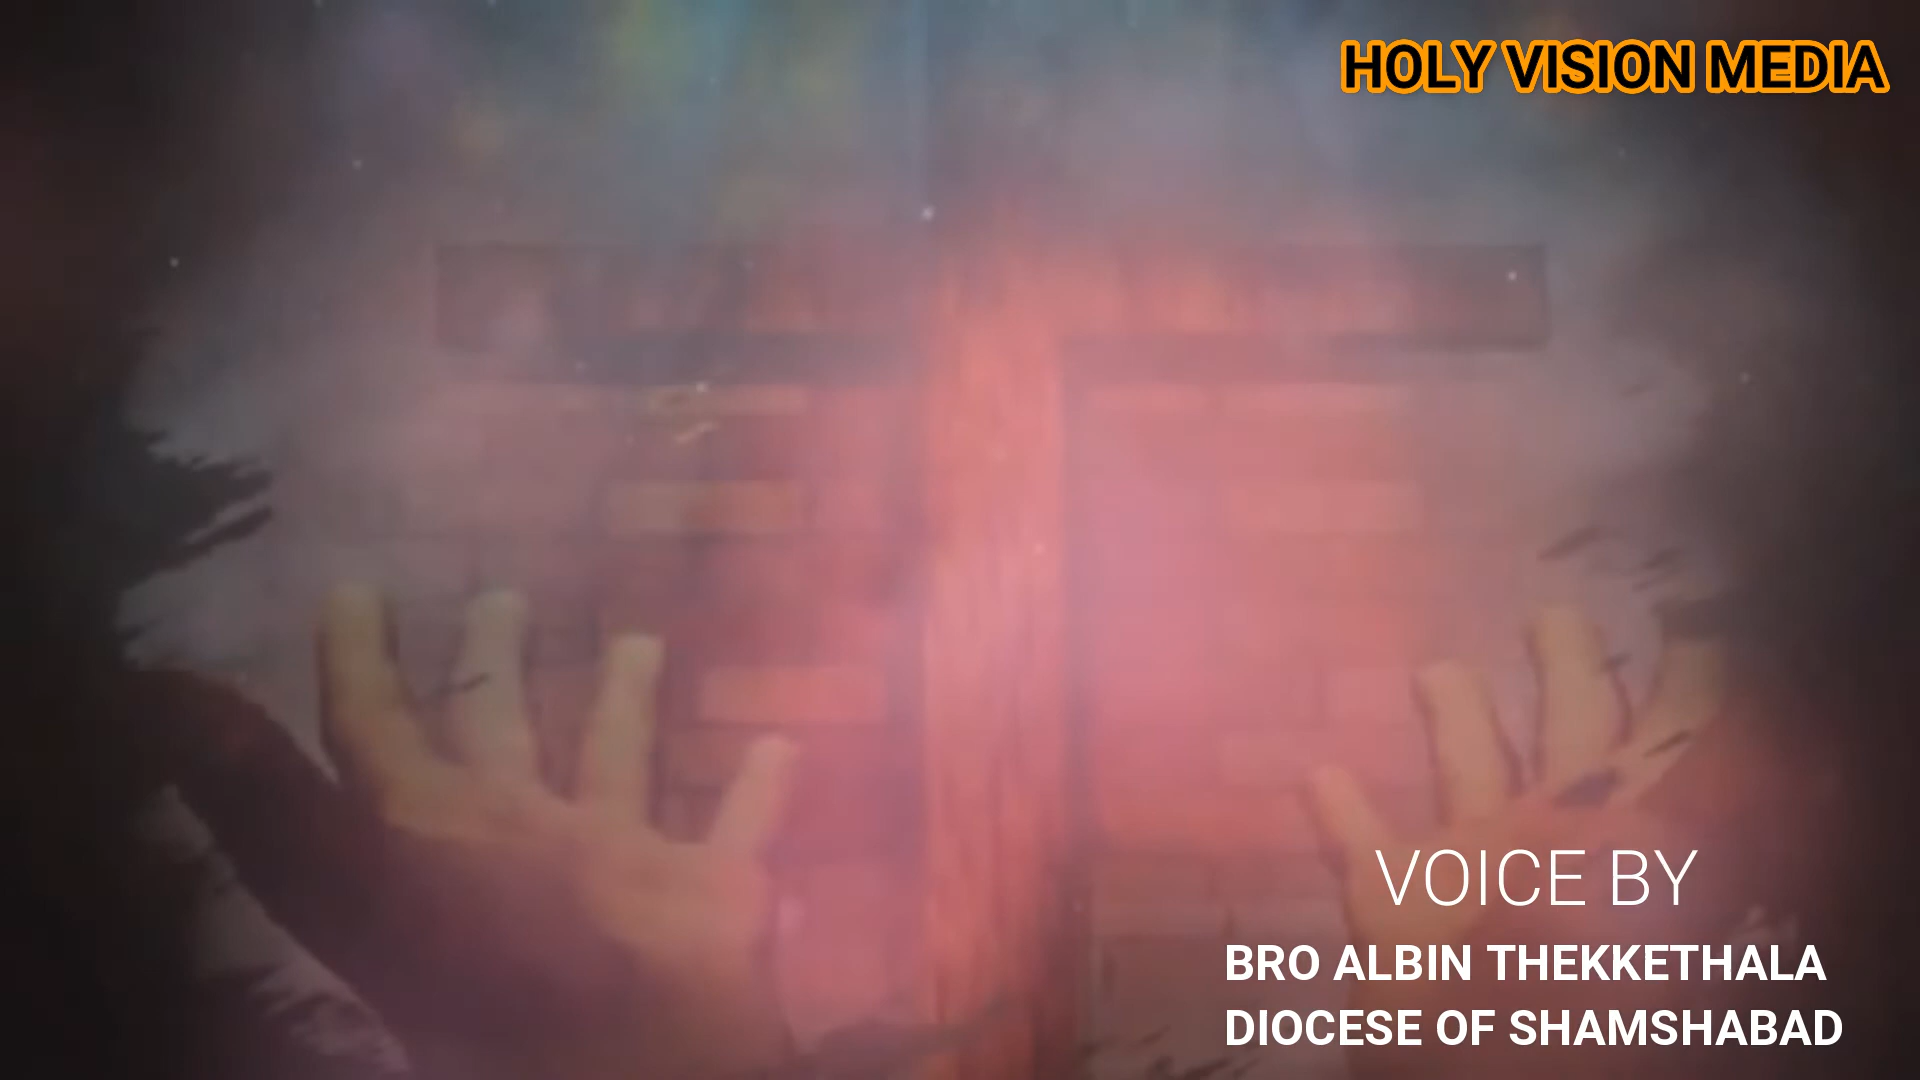 HOLY VISION MEDIA
VOICE BY
BRO ALBIN THEKKETHALA
DIOCESE OF SHAMSHABAD